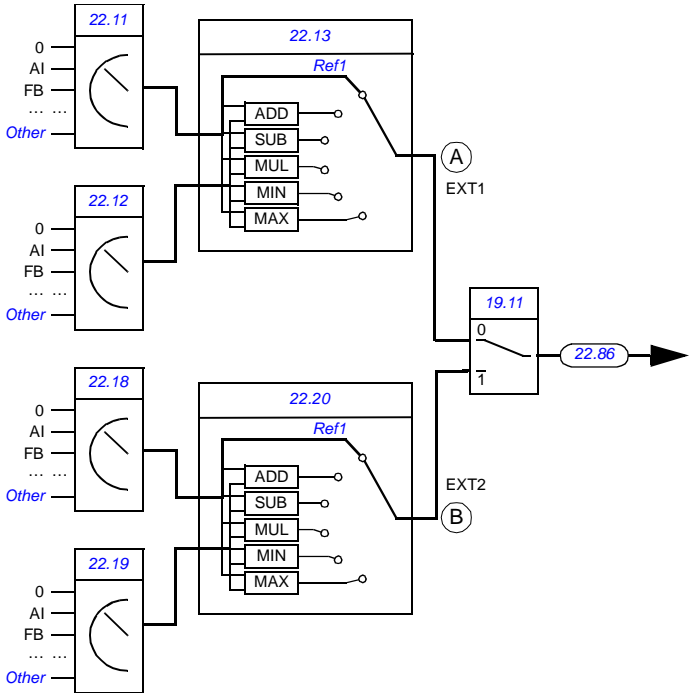 22.11
0
AI
FB
... ...
Other
22.13
Ref1
ADD
SUB
MUL
MIN
MAX
A
EXT1
22.12
0
AI
FB
... ...
Other
19.11
0
1
22.86
22.18
0
AI
FB
... ...
Other
22.20
Ref1
ADD
SUB
MUL
MIN
MAX
EXT2
B
22.19
0
AI
FB
... ...
Other